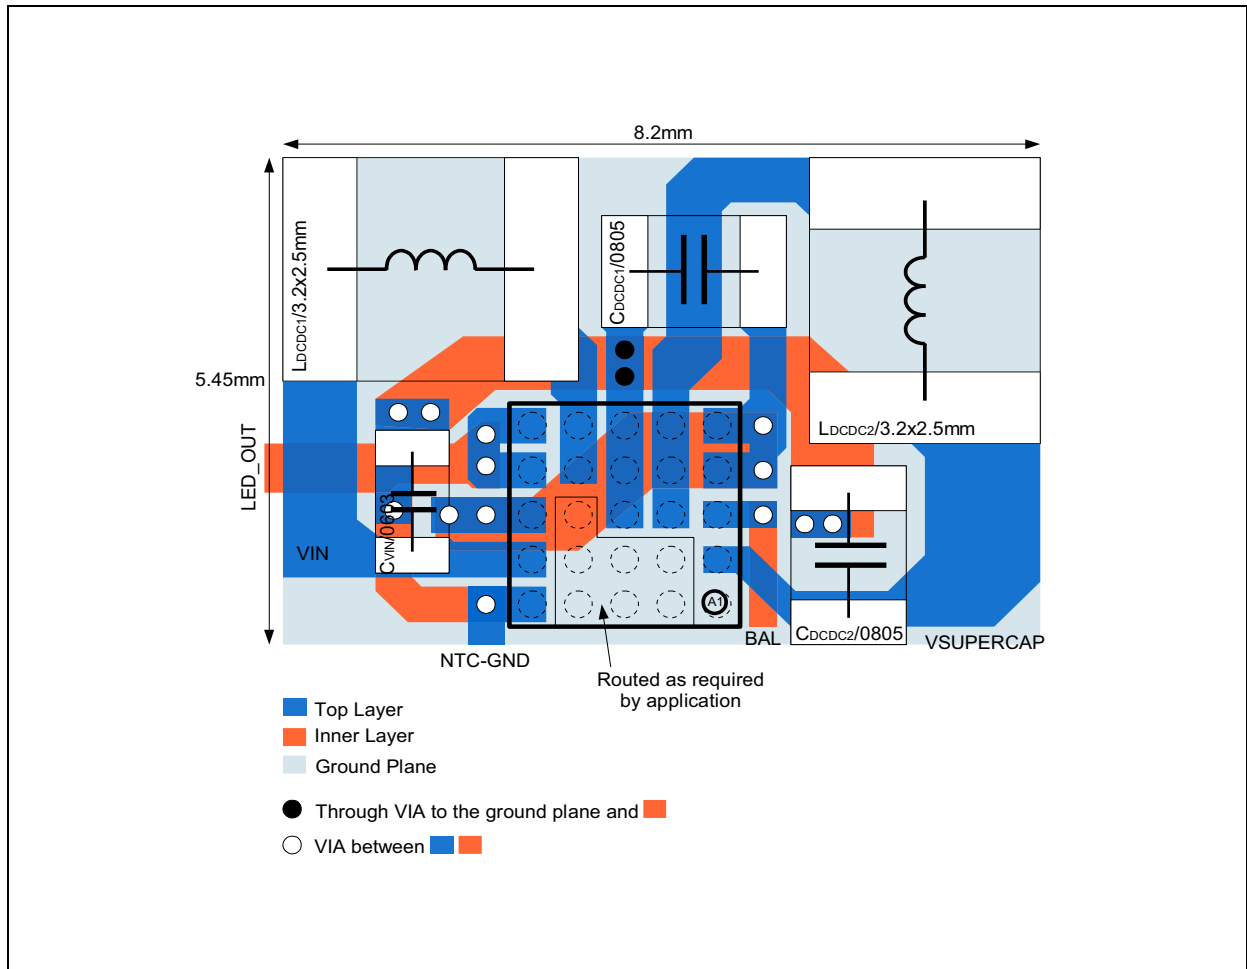 8.2mm
LDCDC1/3.2x2.5mm
CDCDC1/0805
5.45mm
LDCDC2/3.2x2.5mm
LED_OUT
CVIN/0603
VIN
A1
NTC-GND
BAL
CDCDC2/0805
VSUPERCAP
Routed as required
by application
Top Layer
Inner Layer
Ground Plane
Through VIA to the ground plane and
VIA between